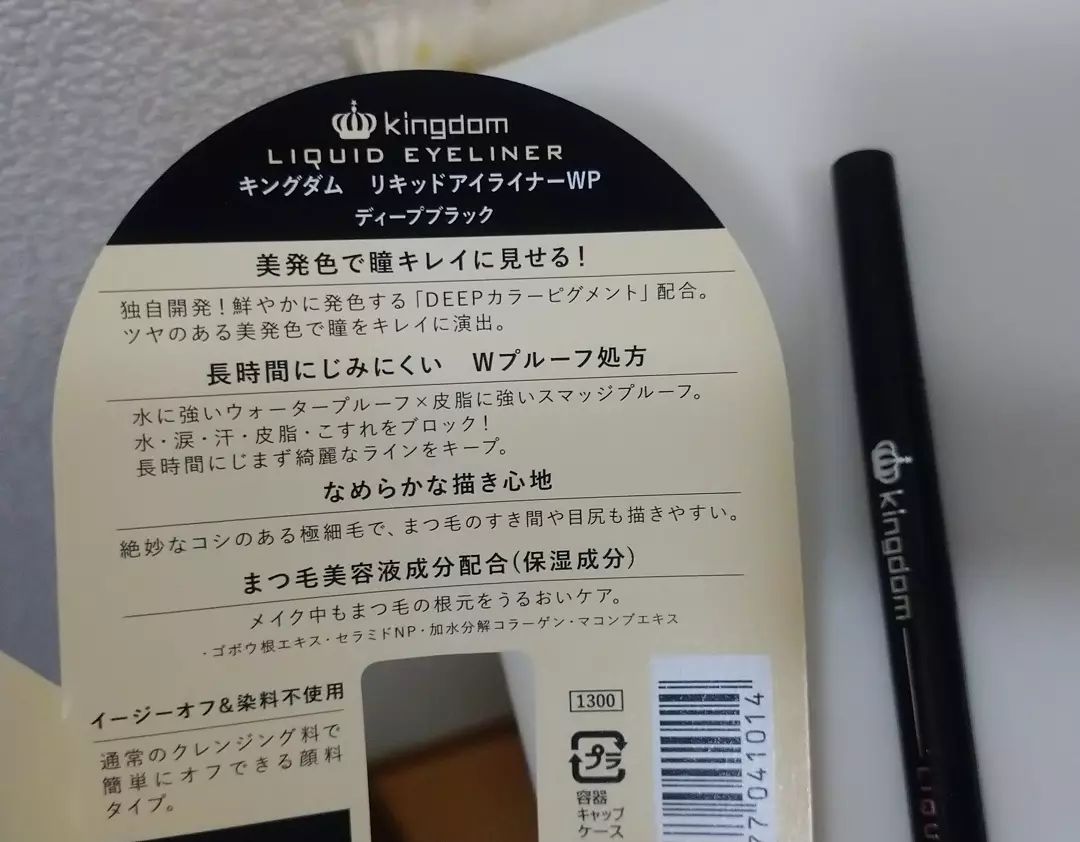 kingdom
LIQUID EYELINER
キングダム リキッドアイライナーWP
ディープブラック
美発色で瞳キレイに見せる!
独自開発!鮮やかに発色する「DEEPカラーピグメント」配合。
ツヤのある美発色で瞳をキレイに演出。
長時間にじみにくい Wプルーフ処方
水に強いウォータープルーフ×皮脂に強いスマッジプルーフ。
水・涙・汗・皮脂・こすれをブロック!
長時間にじまず綺麗なラインをキープ。
なめらかな描き心地
絶妙なコシのある極細毛で、まつ毛のすき間や目尻も描きやすい。
まつ毛美容液成分配合(保湿成分)
メイク中もまつ毛の根元をうるおいケア。
・ゴボウ根エキス・セラミドNP・加水分解コラーゲン・マコンブエキス
イージーオフ&染料不使用
通常のクレンジング料で
簡単にオフできる顔料
タイプ。
1300
プラ
容器
キャップ
ケース
77041014
kingdom
LIQU